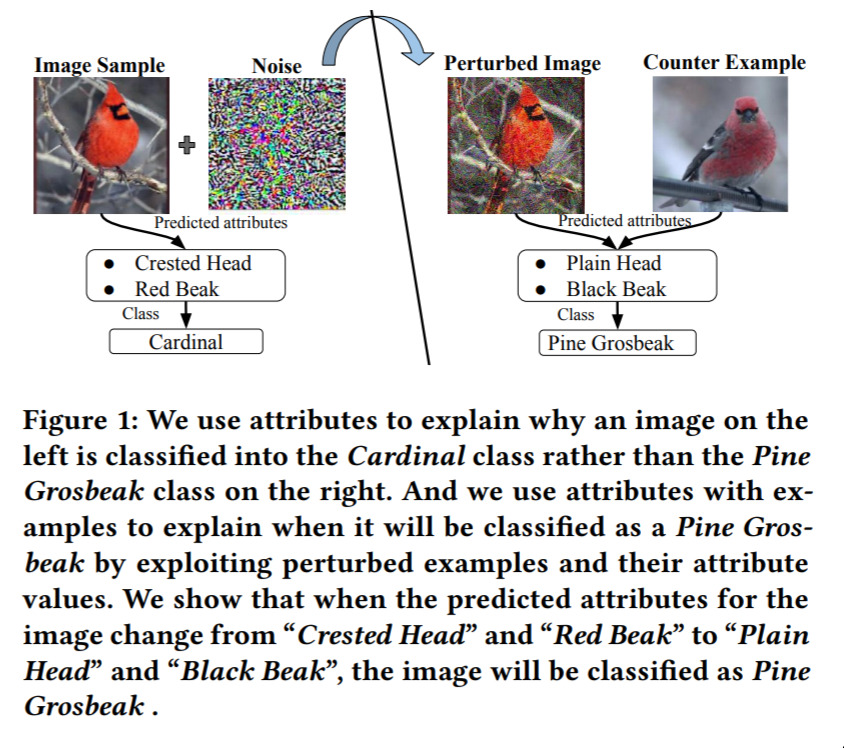 Image Sample
Noise
Perturbed Image
Counter Example
Predicted attributes
Predicted attributes
● Crested Head
● Red Beak
● Plain Head
● Black Beak
Class
Class
Cardinal
Pine Grosbeak
Figure 1: We use attributes to explain why an image on the
left is classified into the Cardinal class rather than the Pine
Grosbeak class on the right. And we use attributes with ex-
amples to explain when it will be classified as a Pine Gros-
beak by exploiting perturbed examples and their attribute
values. We show that when the predicted attributes for the
image change from “Crested Head” and “Red Beak” to “Plain
Head” and “Black Beak”, the image will be classified as Pine
Grosbeak .